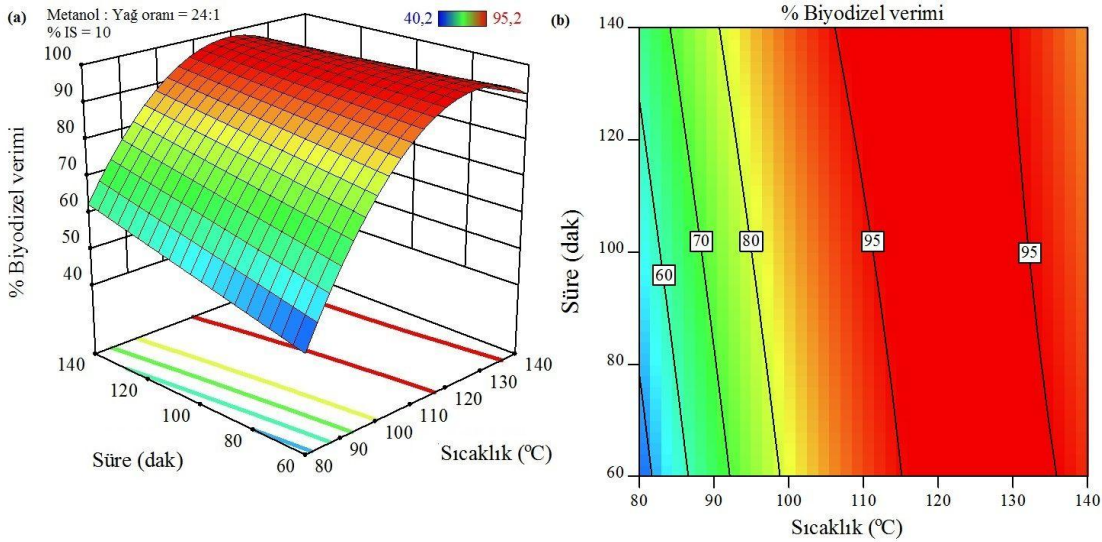 (a)
Metanol : Yağ oranı = 24:1
% IS = 10
40,2 95,2
100
90
80
70
60
50
40
% Biyodizel verimi
140
120
100
80
60
Süre (dak)
80
90
100
110
120
130
140
Sıcaklık (ºC)
(b)
% Biyodizel verimi
140
120
100
80
60
Süre (dak)
60
70
80
95
95
80 90 100 110 120 130 140
Sıcaklık (ºC)